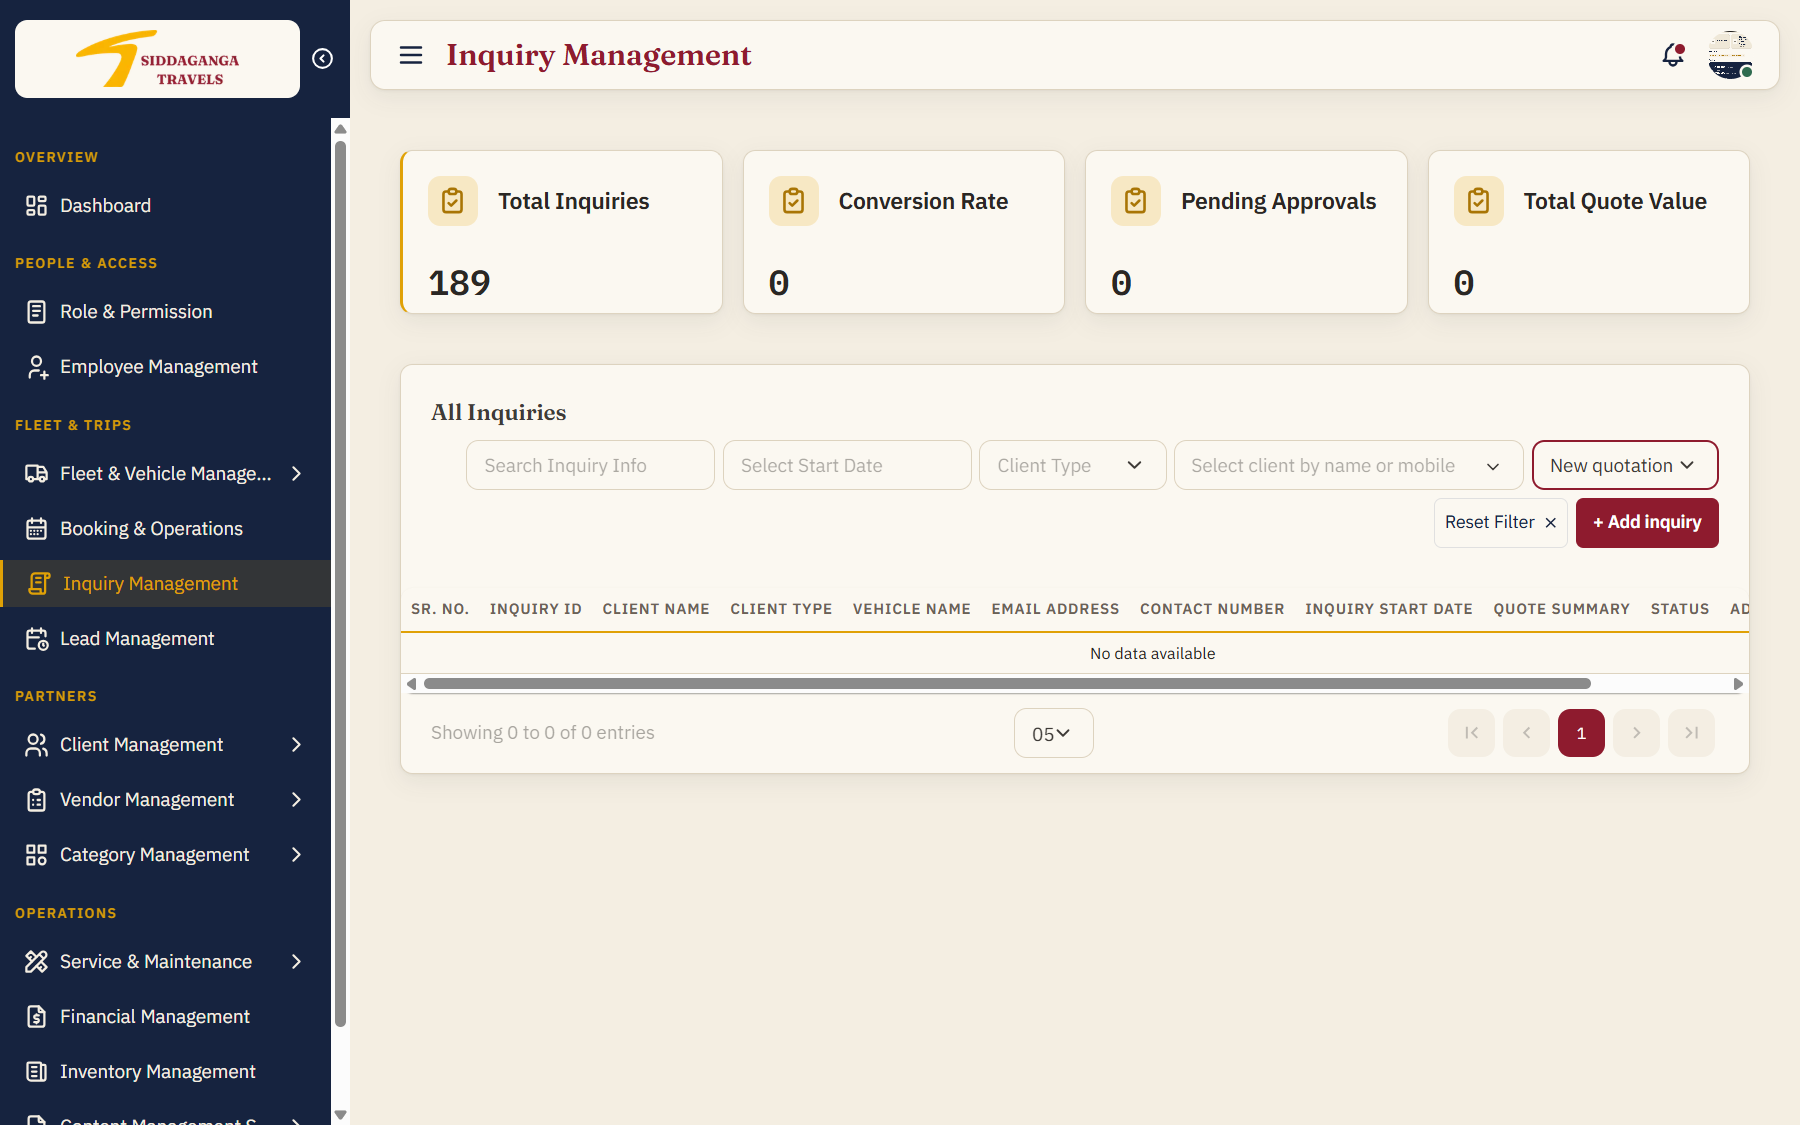 SIDDAGANGA
TRAVELS
OVERVIEW
Dashboard
PEOPLE & ACCESS
Role & Permission
Employee Management
FLEET & TRIPS
Fleet & Vehicle Manage...
Booking & Operations
Inquiry Management
Lead Management
PARTNERS
Client Management
Vendor Management
Category Management
OPERATIONS
Service & Maintenance
Financial Management
Inventory Management
Content Management S
Inquiry Management
Total Inquiries
189
Conversion Rate
0
Pending Approvals
0
Total Quote Value
0
All Inquiries
Search Inquiry Info Select Start Date Client Type Select client by name or mobile New quotation
Reset Filter × + Add inquiry
SR. NO. INQUIRY ID CLIENT NAME CLIENT TYPE VEHICLE NAME EMAIL ADDRESS CONTACT NUMBER INQUIRY START DATE QUOTE SUMMARY STATUS AD
No data available
Showing 0 to 0 of 0 entries 05 1